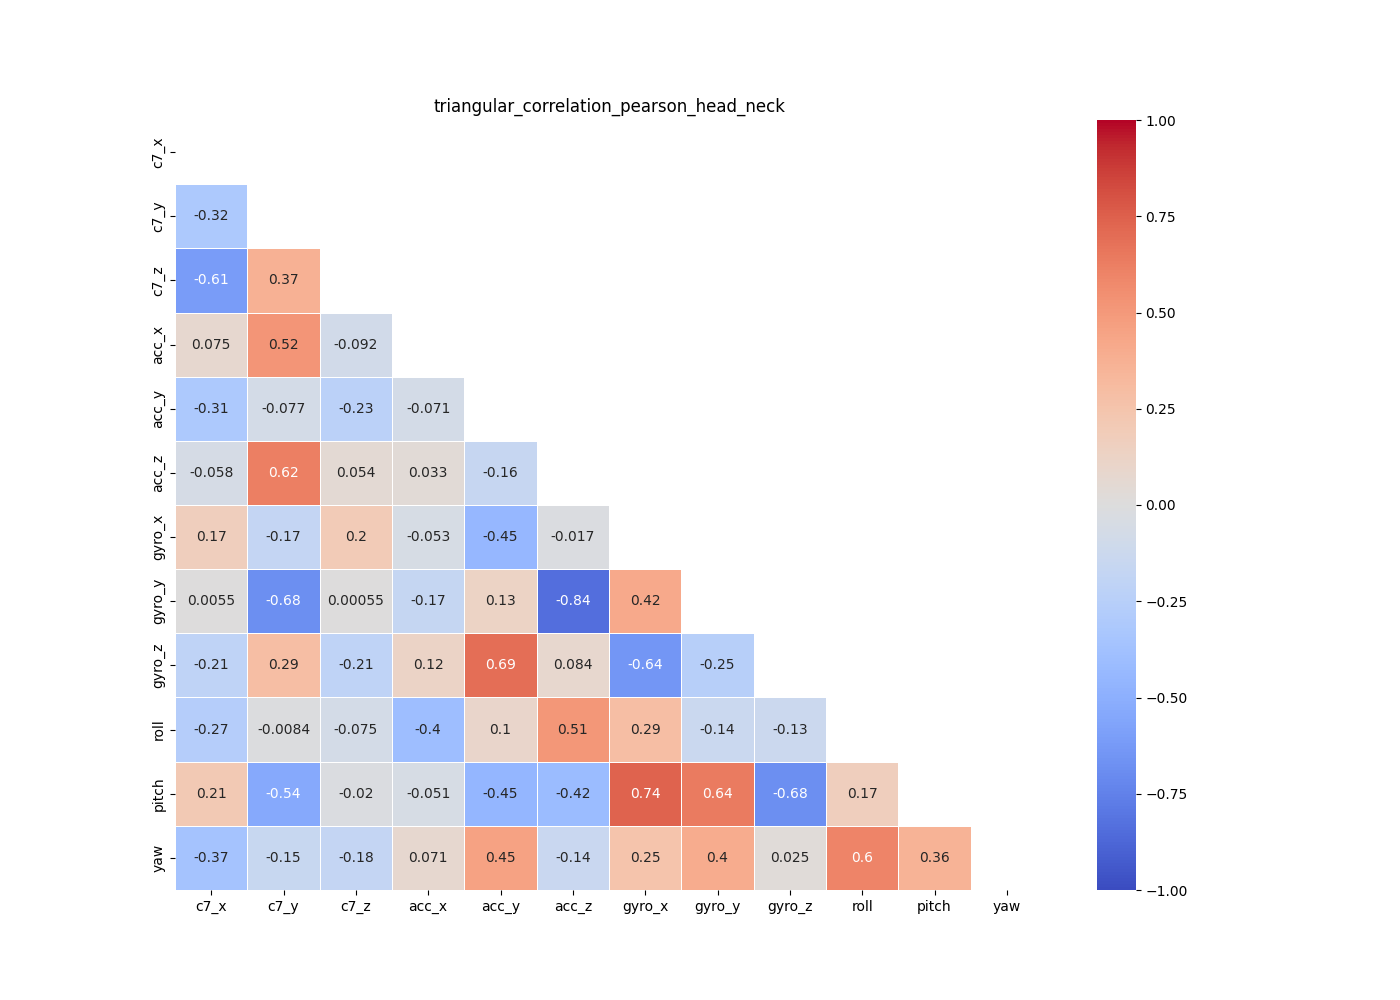 triangular_correlation_pearson_head_neck
1.00
c7_x
c7_y -0.32
0.75
c7_z -0.61 0.37
0.50
acc_x 0.075 0.52 -0.092
acc_y -0.31 -0.077 -0.23 -0.071
0.25
acc_z -0.058 0.62 0.054 0.033 -0.16
0.00
gyro_x 0.17 -0.17 0.2 -0.053 -0.45 -0.017
gyro_y 0.0055 -0.68 0.00055 -0.17 0.13 -0.84 0.42
−0.25
gyro_z -0.21 0.29 -0.21 0.12 0.69 0.084 -0.64 -0.25
−0.50
roll -0.27 -0.0084 -0.075 -0.4 0.1 0.51 0.29 -0.14 -0.13
pitch 0.21 -0.54 -0.02 -0.051 -0.45 -0.42 0.74 0.64 -0.68 0.17
−0.75
yaw -0.37 -0.15 -0.18 0.071 0.45 -0.14 0.25 0.4 0.025 0.6 0.36
−1.00
c7_x c7_y c7_z acc_x acc_y acc_z gyro_x gyro_y gyro_z roll pitch yaw